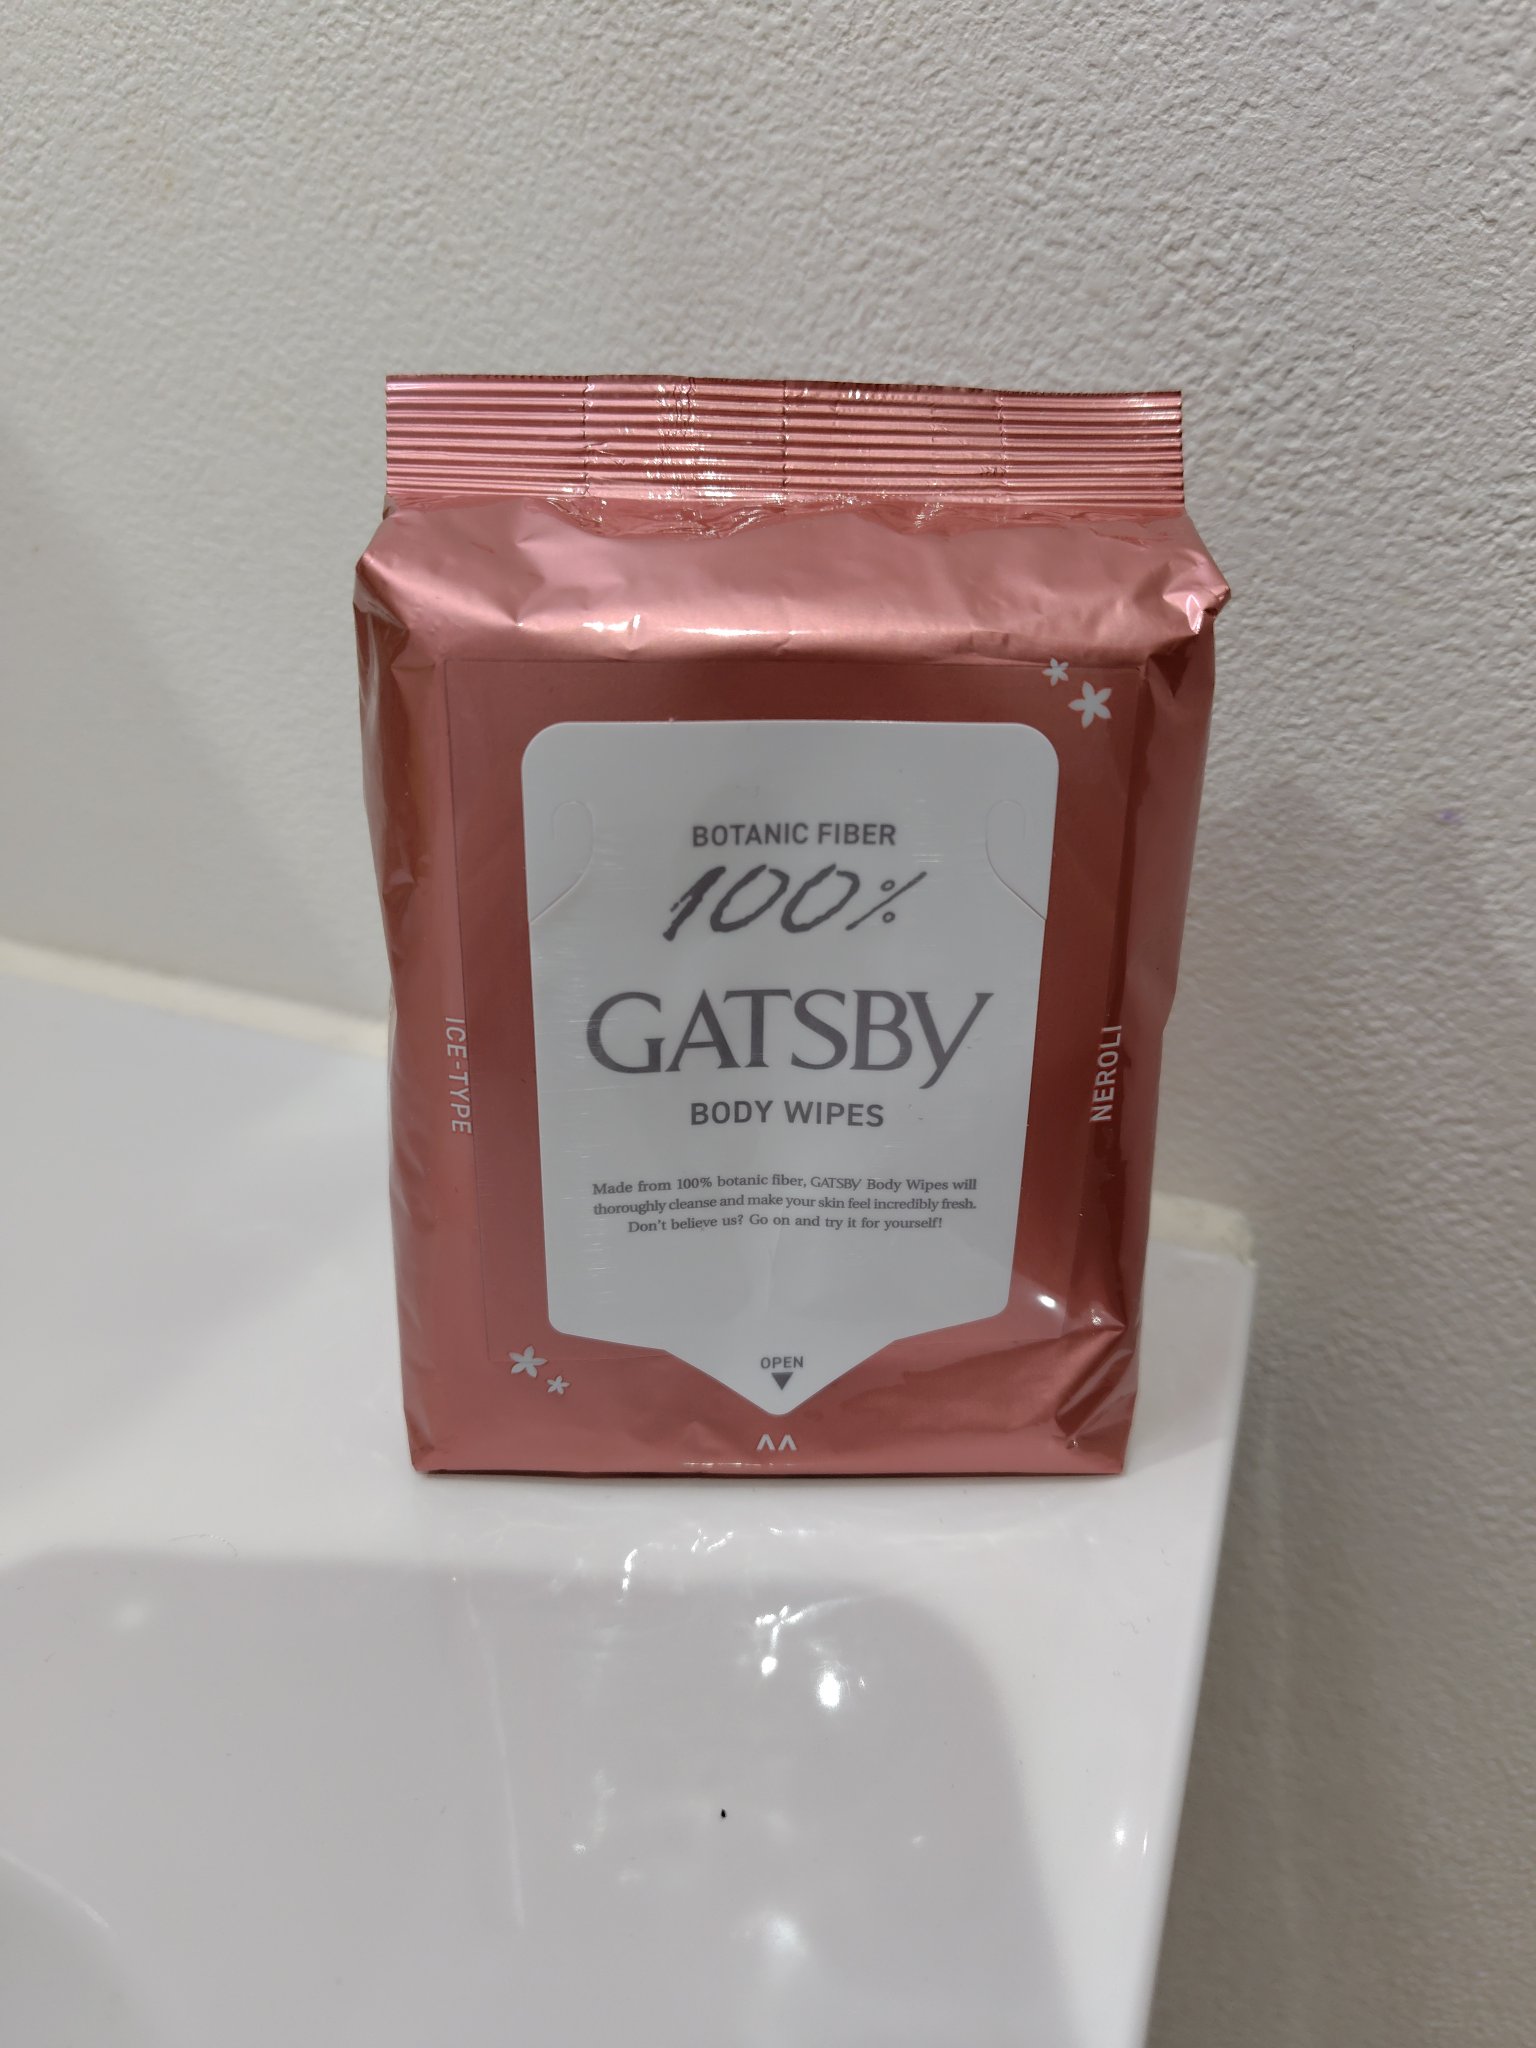 BOTANIC FIBER
100%
GATSBY
BODY WIPES
Made from 100% botanic fiber, GATSBY Body Wipes will
thoroughly cleanse and make your skin feel incredibly fresh.
Don't believe us? Go on and try it for yourself!
OPEN
ICE-TYPE
NEROLI